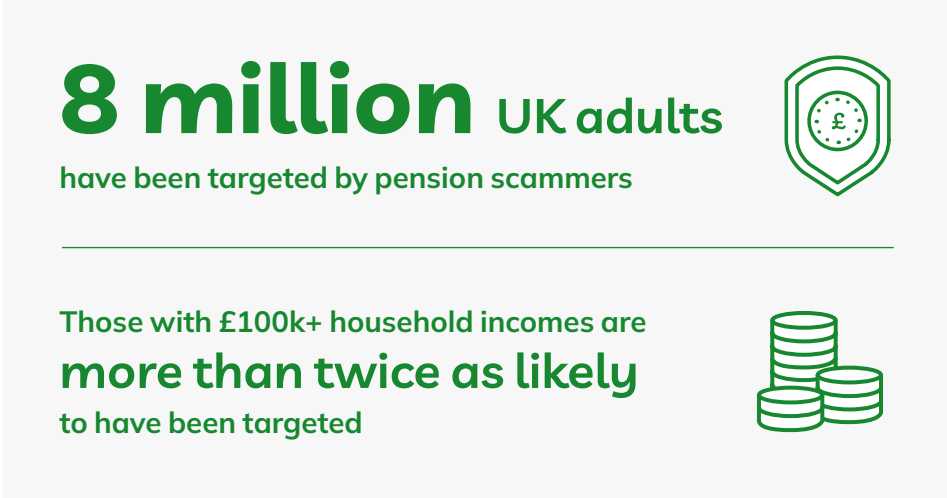 8 million UK adults
have been targeted by pension scammers
£
Those with £100k+ household incomes are
more than twice as likely
to have been targeted